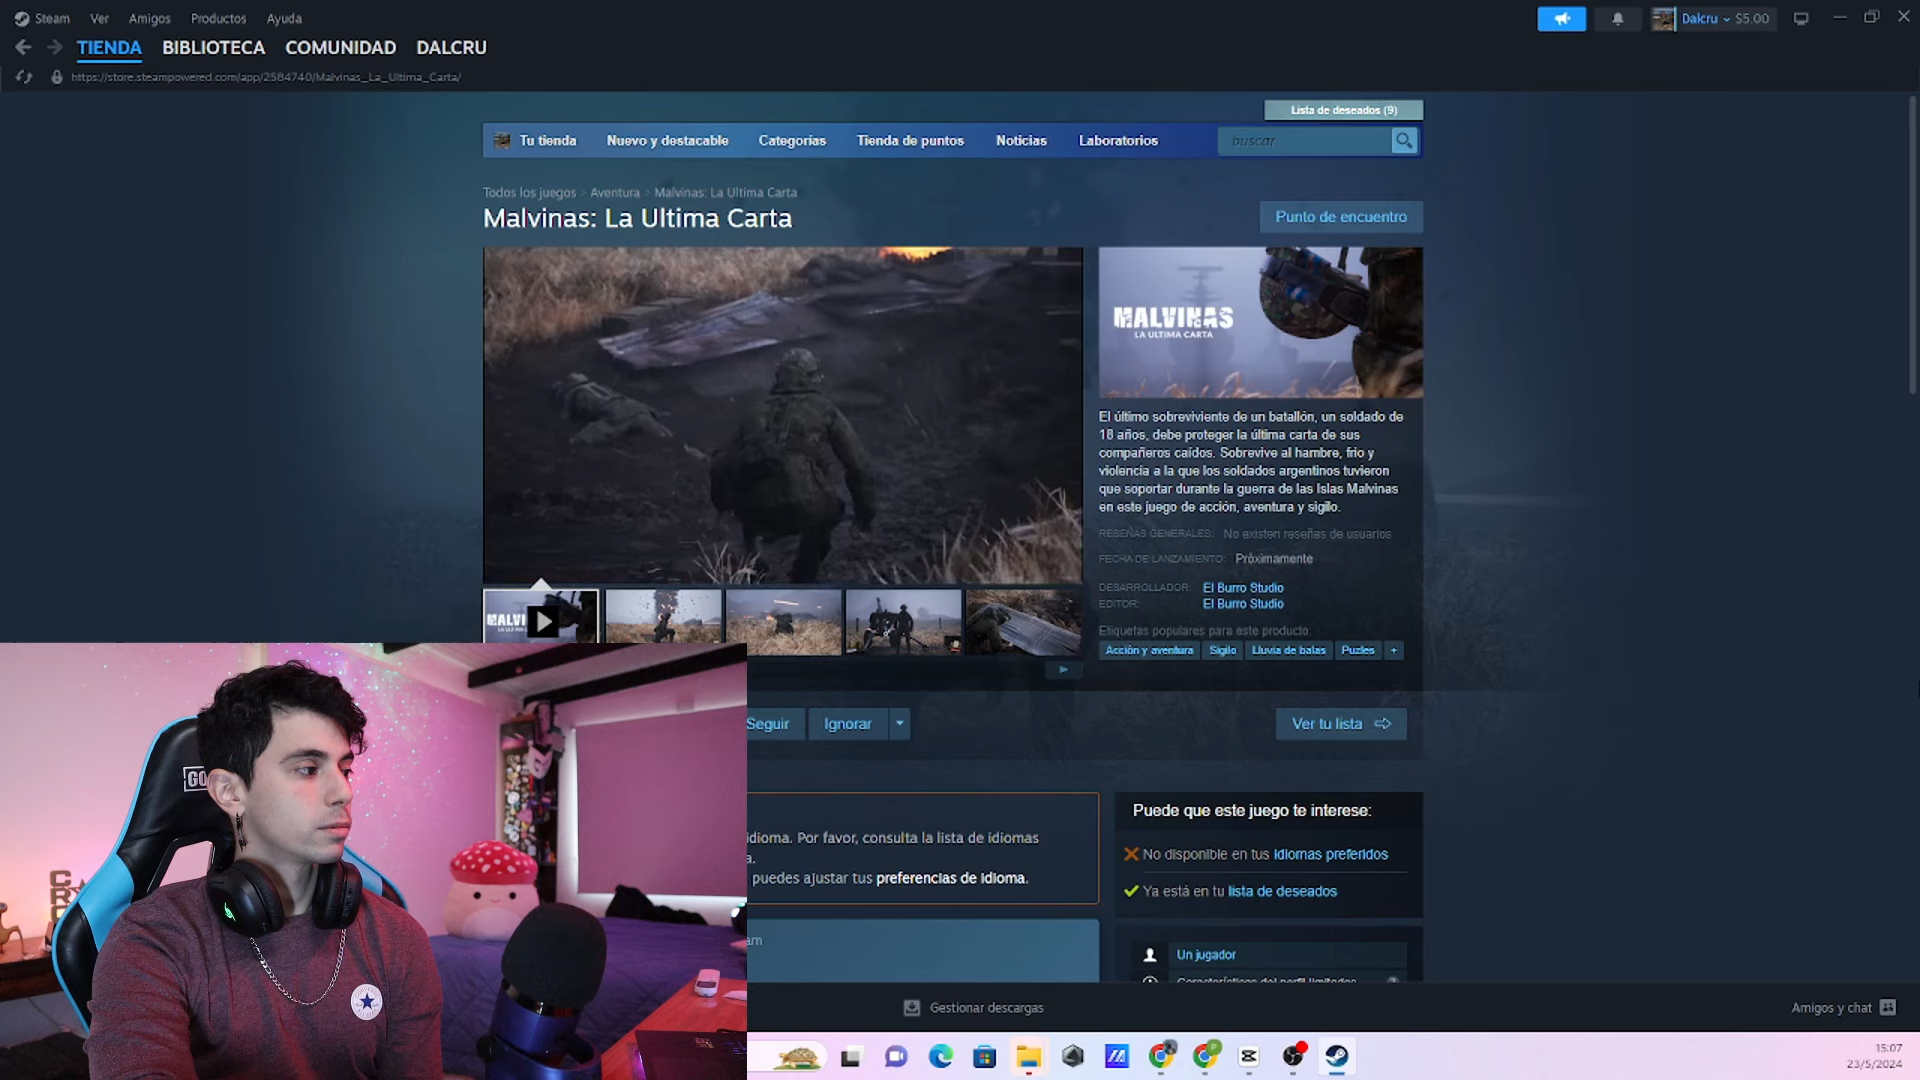 Steam Ver Amigos Productos Ayuda
Dalcru $5.00
TIENDA BIBLIOTECA COMUNIDAD DALCRU
https://store.steampowered.com/app/2584740/Malvinas_La_Ultima_Carta/
Lista de deseados (9)
Tu tienda Nuevo y destacable Categorías Tienda de puntos Noticias Laboratorios buscar
Todos los juegos > Aventura > Malvinas: La Ultima Carta
Malvinas: La Ultima Carta
Punto de encuentro
MALVINAS
LA ULTIMA CARTA
El último sobreviviente de un batallón, un soldado de
18 años, debe proteger la última carta de sus
compañeros caídos. Sobrevive al hambre, frio y
violencia a la que los soldados argentinos tuvieron
que soportar durante la guerra de las Islas Malvinas
en este juego de acción, aventura y sigilo.
RESEÑAS GENERALES: No existen reseñas de usuarios
FECHA DE LANZAMIENTO: Próximamente
DESARROLLADOR: El Burro Studio
EDITOR: El Burro Studio
Etiquetas populares para este producto:
Acción y aventura Sigilo Lluvia de balas Puzles +
MALVI
Seguir Ignorar
Ver tu lista
idioma. Por favor, consulta la lista de idiomas
a.
puedes ajustar tus preferencias de idioma.
am
Puede que este juego te interese:
No disponible en tus idiomas preferidos
Ya está en tu lista de deseados
Un jugador
Características del perfil limitadas
GO
Gestionar descargas
Amigos y chat
15:07
23/5/2024